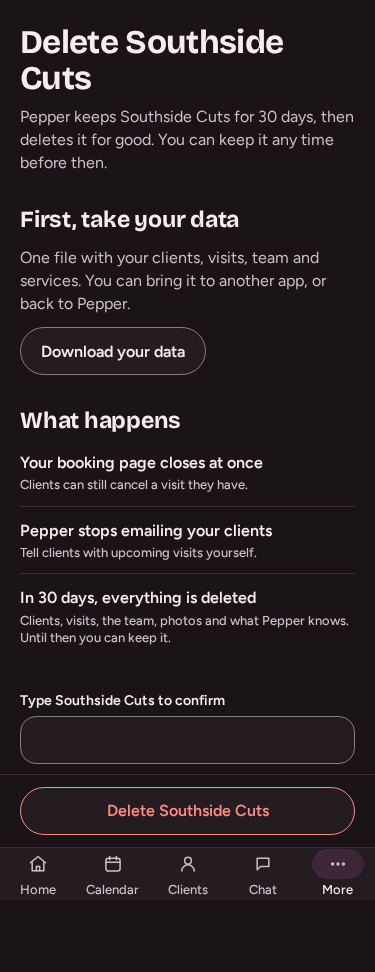 Delete Southside
Cuts
Pepper keeps Southside Cuts for 30 days, then
deletes it for good. You can keep it any time
before then.
First, take your data
One file with your clients, visits, team and
services. You can bring it to another app, or
back to Pepper.
Download your data
What happens
Your booking page closes at once
Clients can still cancel a visit they have.
Pepper stops emailing your clients
Tell clients with upcoming visits yourself.
In 30 days, everything is deleted
Clients, visits, the team, photos and what Pepper knows.
Until then you can keep it.
Type Southside Cuts to confirm
Delete Southside Cuts
Home
Calendar
Clients
Chat
More